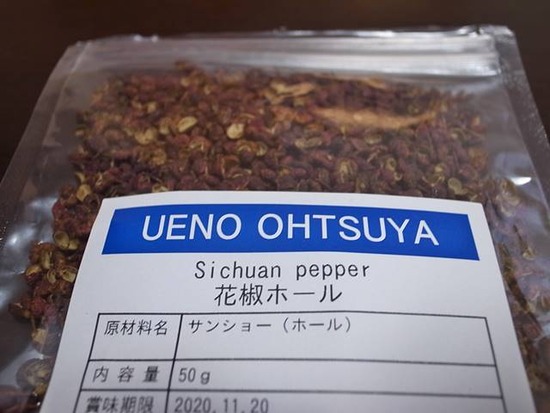 UENO OHTSUYA
Sichuan pepper
花椒ホール
原材料名 サンショー（ホール）
内容量 50g
賞味期限 2020.11.20